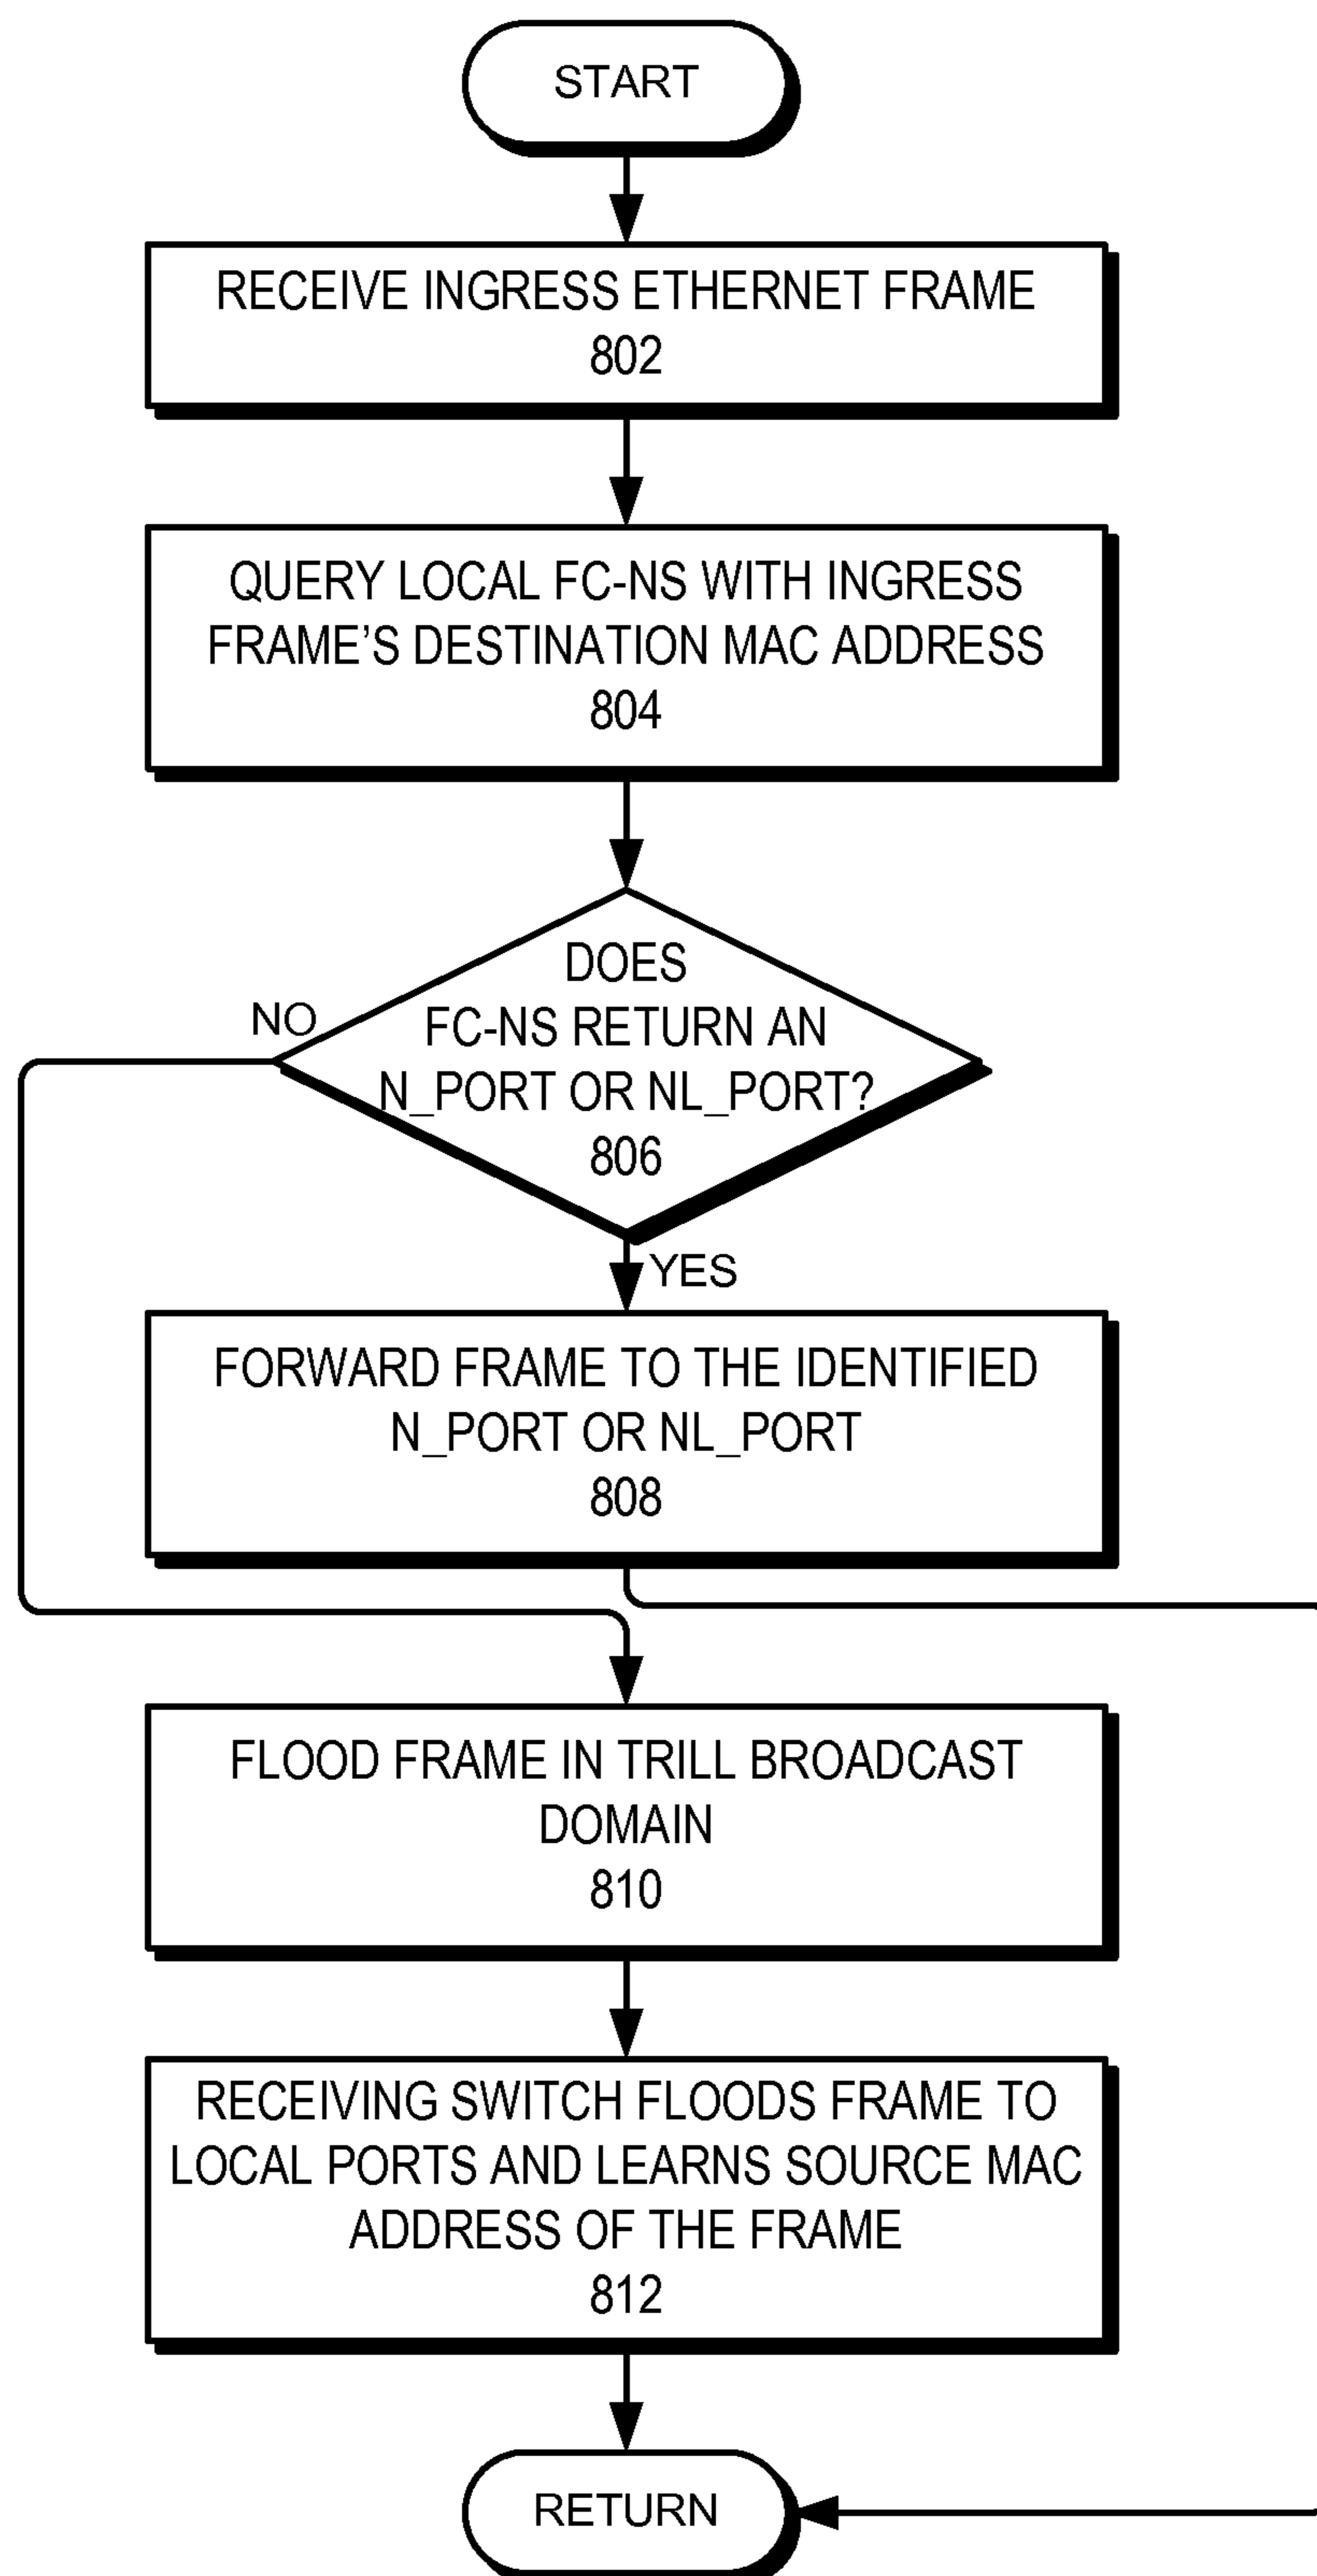 START
RECEIVE INGRESS ETHERNET FRAME
802
QUERY LOCAL FC-NS WITH INGRESS
FRAME'S DESTINATION MAC ADDRESS
804
DOES
FC-NS RETURN AN
N_PORT OR NL_PORT?
806
NO
YES
FORWARD FRAME TO THE IDENTIFIED
N_PORT OR NL_PORT
808
FLOOD FRAME IN TRILL BROADCAST
DOMAIN
810
RECEIVING SWITCH FLOODS FRAME TO
LOCAL PORTS AND LEARNS SOURCE MAC
ADDRESS OF THE FRAME
812
RETURN